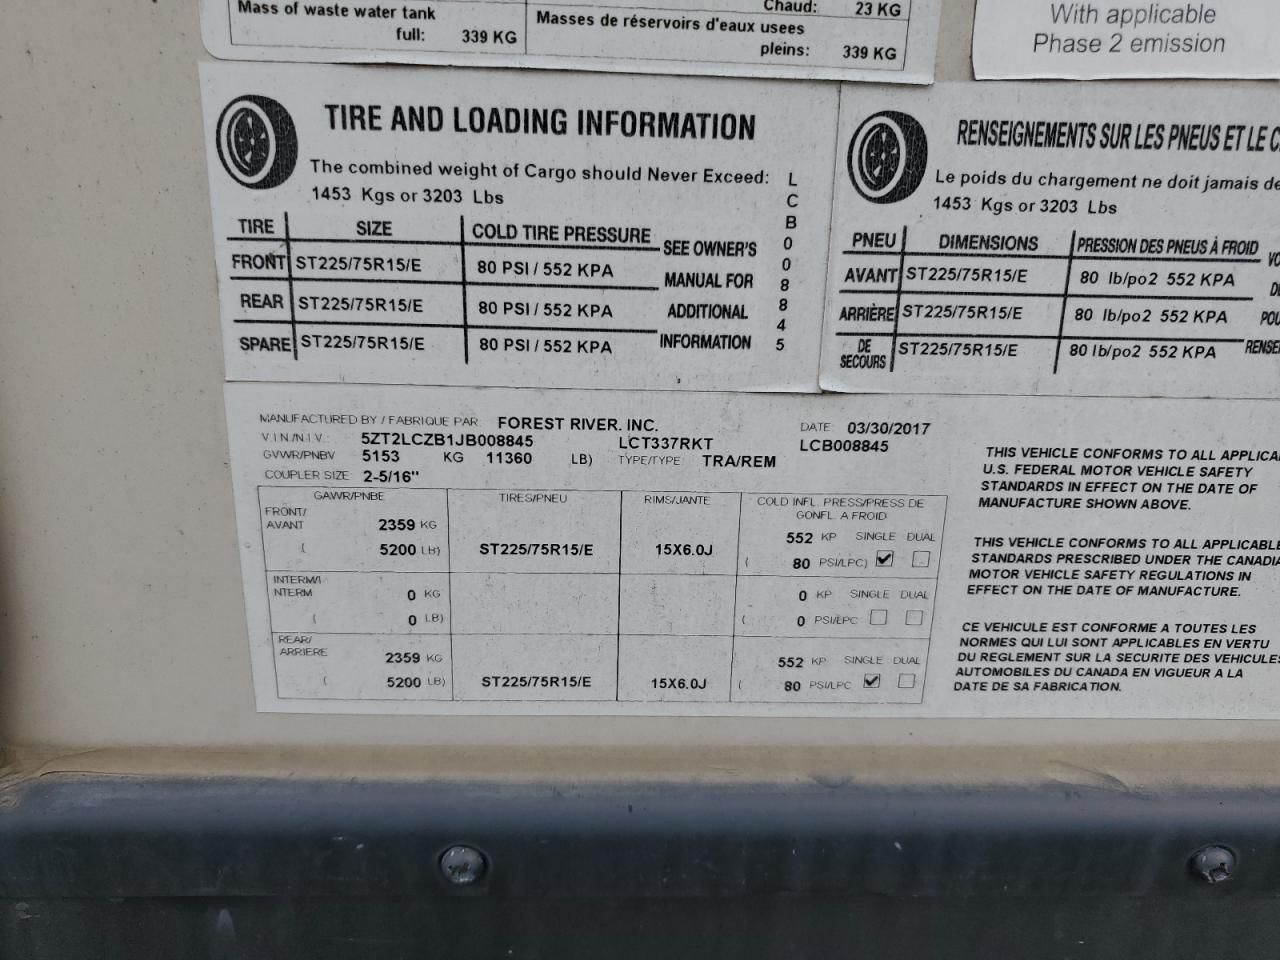 Mass of waste water tank
full: 339 KG
Chaud: 23 KG
Masses de réservoirs d'eaux usees
pleins: 339 KG
With applicable
Phase 2 emission
TIRE AND LOADING INFORMATION
The combined weight of Cargo should Never Exceed:
1453 Kgs or 3203 Lbs
TIRE SIZE COLD TIRE PRESSURE
FRONT ST225/75R15/E 80 PSI / 552 KPA
REAR ST225/75R15/E 80 PSI / 552 KPA
SPARE ST225/75R15/E 80 PSI / 552 KPA
SEE OWNER'S
MANUAL FOR
ADDITIONAL
INFORMATION
LCB008845
RENSEIGNEMENTS SUR LES PNEUS ET LE
Le poids du chargement ne doit jamais
1453 Kgs or 3203 Lbs
PNEU DIMENSIONS PRESSION DES PNEUS À FROID
AVANT ST225/75R15/E 80 lb/po2 552 KPA
ARRIÈRE ST225/75R15/E 80 lb/po2 552 KPA
DE SECOURS ST225/75R15/E 80 lb/po2 552 KPA
MANUFACTURED BY / FABRIQUE PAR: FOREST RIVER. INC. DATE: 03/30/2017
V I N /N I V : 5ZT2LCZB1JB008845 LCT337RKT LCB008845
GVWR/PNBV 5153 KG 11360 LB) TYPE/TYPE: TRA/REM
COUPLER SIZE 2-5/16"
GAWR/PNBE TIRES/PNEU RIMS/JANTE COLD INFL. PRESS/PRESS DE
GONFL. A FROID
FRONT/
AVANT 2359 KG 552 KP SINGLE DUAL
( 5200 LB) ST225/75R15/E 15X6.0J ( 80 PSI/LPC)
INTERM/I
NTERM 0 KG 0 KP SINGLE DUAL
( 0 LB) ( 0 PSI/LPC
REAR/
ARRIERE 2359 KG 552 KP SINGLE DUAL
( 5200 LB) ST225/75R15/E 15X6.0J ( 80 PSI/LPC
THIS VEHICLE CONFORMS TO ALL
U.S. FEDERAL MOTOR VEHICLE SAFETY
STANDARDS IN EFFECT ON THE DATE OF
MANUFACTURE SHOWN ABOVE.
THIS VEHICLE CONFORMS TO ALL APPLICABLE
STANDARDS PRESCRIBED UNDER THE
MOTOR VEHICLE SAFETY REGULATIONS IN
EFFECT ON THE DATE OF MANUFACTURE.
CE VEHICULE EST CONFORME A TOUTES LES
NORMES QUI LUI SONT APPLICABLES EN VERTU
DU REGLEMENT SUR LA SECURITE DES VEHICULES
AUTOMOBILES DU CANADA EN VIGUEUR A LA
DATE DE SA FABRICATION.